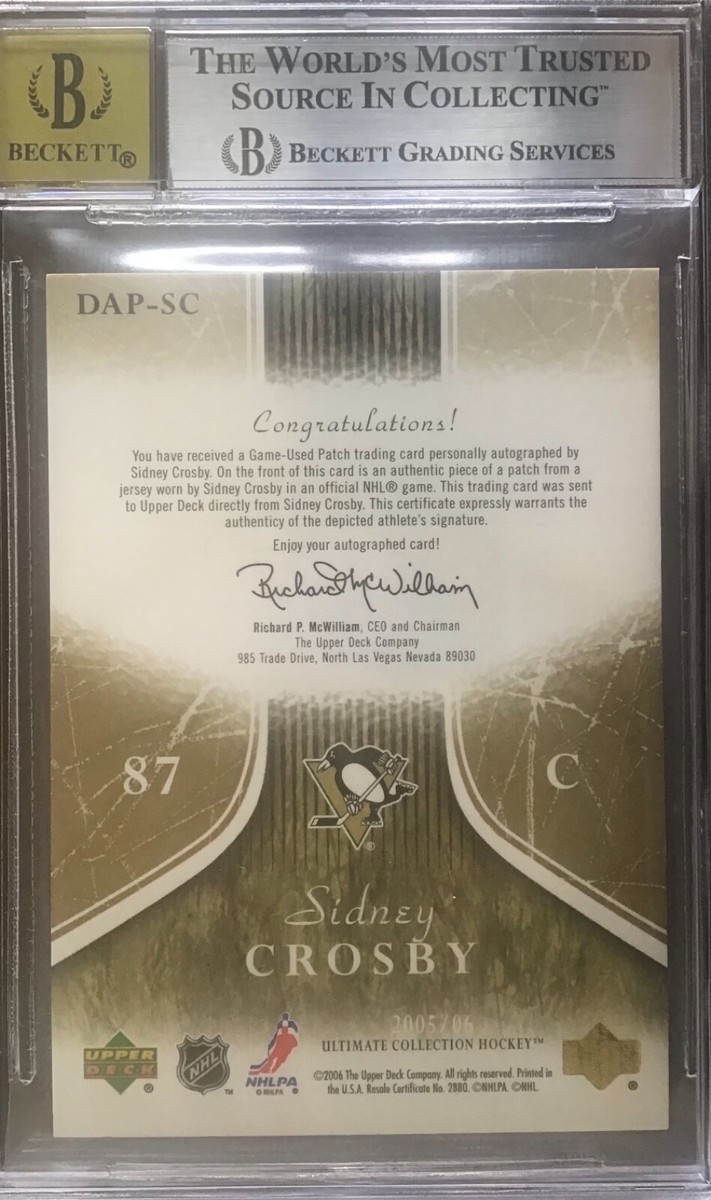 B
BECKETT®
THE WORLD'S MOST TRUSTED
SOURCE IN COLLECTING™
B BECKETT GRADING SERVICES
DAP-SC
Congratulations!
You have received a Game-Used Patch trading card personally autographed by
Sidney Crosby. On the front of this card is an authentic piece of a patch from a
jersey worn by Sidney Crosby in an official NHL® game. This trading card was sent
to Upper Deck directly from Sidney Crosby. This certificate expressly warrants the
authenticy of the depicted athlete's signature.
Enjoy your autographed card!
Richard McWilliam
Richard P. McWilliam, CEO and Chairman
The Upper Deck Company
985 Trade Drive, North Las Vegas Nevada 89030
87
C
®
Sidney
CROSBY
2005/06
ULTIMATE COLLECTION HOCKEY™
UPPER
DECK ®
NHL ™
NHLPA
©NHLPA ®
©2006 The Upper Deck Company. All rights reserved. Printed in
the U.S.A. Resale Certificate No. 2880. ©NHLPA. ©NHL.
®